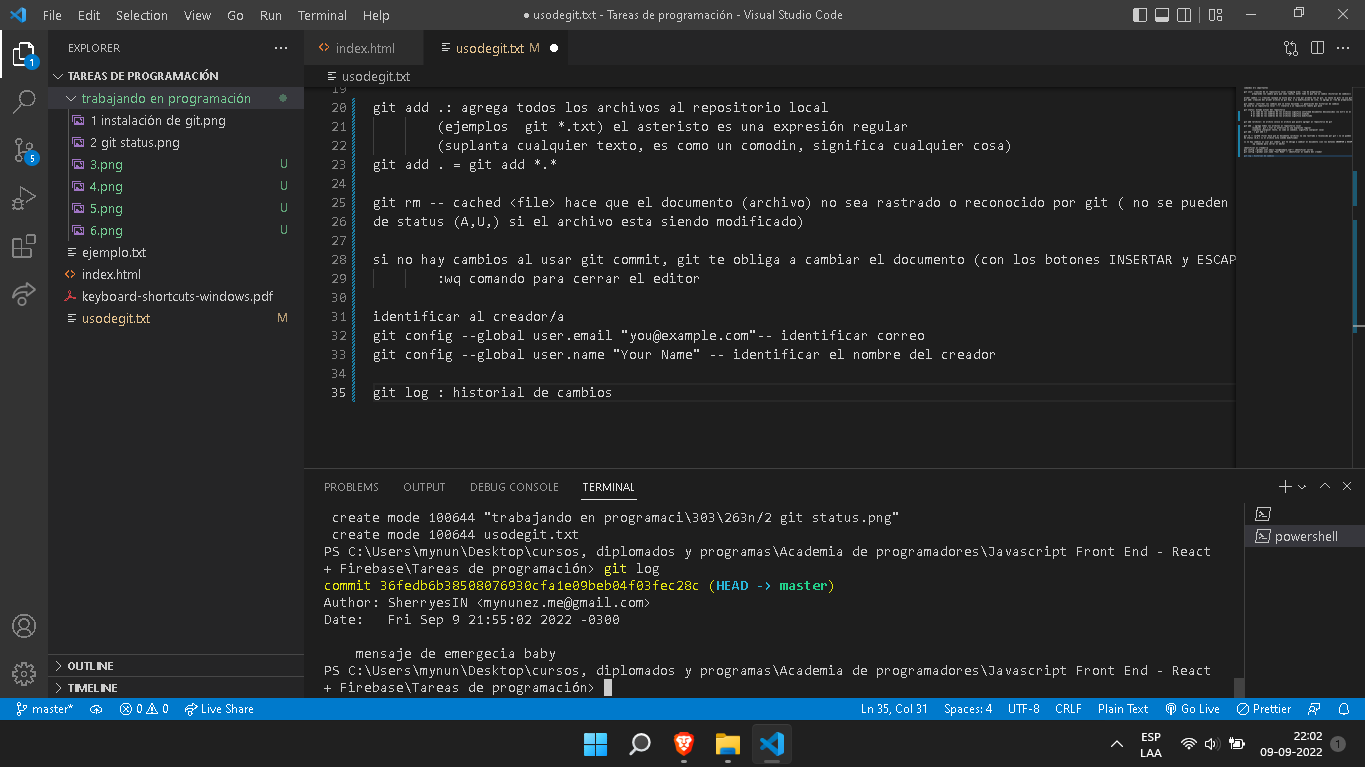 File Edit Selection View Go Run Terminal Help
● usodegit.txt - Tareas de programación - Visual Studio Code
EXPLORER
TAREAS DE PROGRAMACIÓN
trabajando en programación
1 instalación de git.png
2 git status.png
3.png U
4.png U
5.png U
6.png U
ejemplo.txt
index.html
keyboard-shortcuts-windows.pdf
usodegit.txt M
OUTLINE
TIMELINE
1
5
index.html
usodegit.txt M
usodegit.txt
19
20 git add .: agrega todos los archivos al repositorio local
21 (ejemplos git *.txt) el asteristo es una expresión regular
22 (suplanta cualquier texto, es como un comodin, significa cualquier cosa)
23 git add . = git add *.*
24
25 git rm -- cached <file> hace que el documento (archivo) no sea rastrado o reconocido por git ( no se pueden
26 de status (A,U,) si el archivo esta siendo modificado)
27
28 si no hay cambios al usar git commit, git te obliga a cambiar el documento (con los botones INSERTAR y ESCAP
29 :wq comando para cerrar el editor
30
31 identificar al creador/a
32 git config --global user.email "you@example.com"-- identificar correo
33 git config --global user.name "Your Name" -- identificar el nombre del creador
34
35 git log : historial de cambios
PROBLEMS OUTPUT DEBUG CONSOLE TERMINAL
create mode 100644 "trabajando en programaci\303\263n/2 git status.png"
create mode 100644 usodegit.txt
PS C:\Users\mynun\Desktop\cursos, diplomados y programas\Academia de programadores\Javascript Front End - React
+ Firebase\Tareas de programación> git log
commit 36fedb6b38508076930cfa1e09beb04f03fec28c (HEAD -> master)
Author: SherryesIN <mynunez.me@gmail.com>
Date: Fri Sep 9 21:55:02 2022 -0300
mensaje de emergecia baby
PS C:\Users\mynun\Desktop\cursos, diplomados y programas\Academia de programadores\Javascript Front End - React
+ Firebase\Tareas de programación>
powershell
master* 0 0 Live Share
Ln 35, Col 31 Spaces: 4 UTF-8 CRLF Plain Text Go Live Prettier
ESP
LAA
22:02
09-09-2022
1